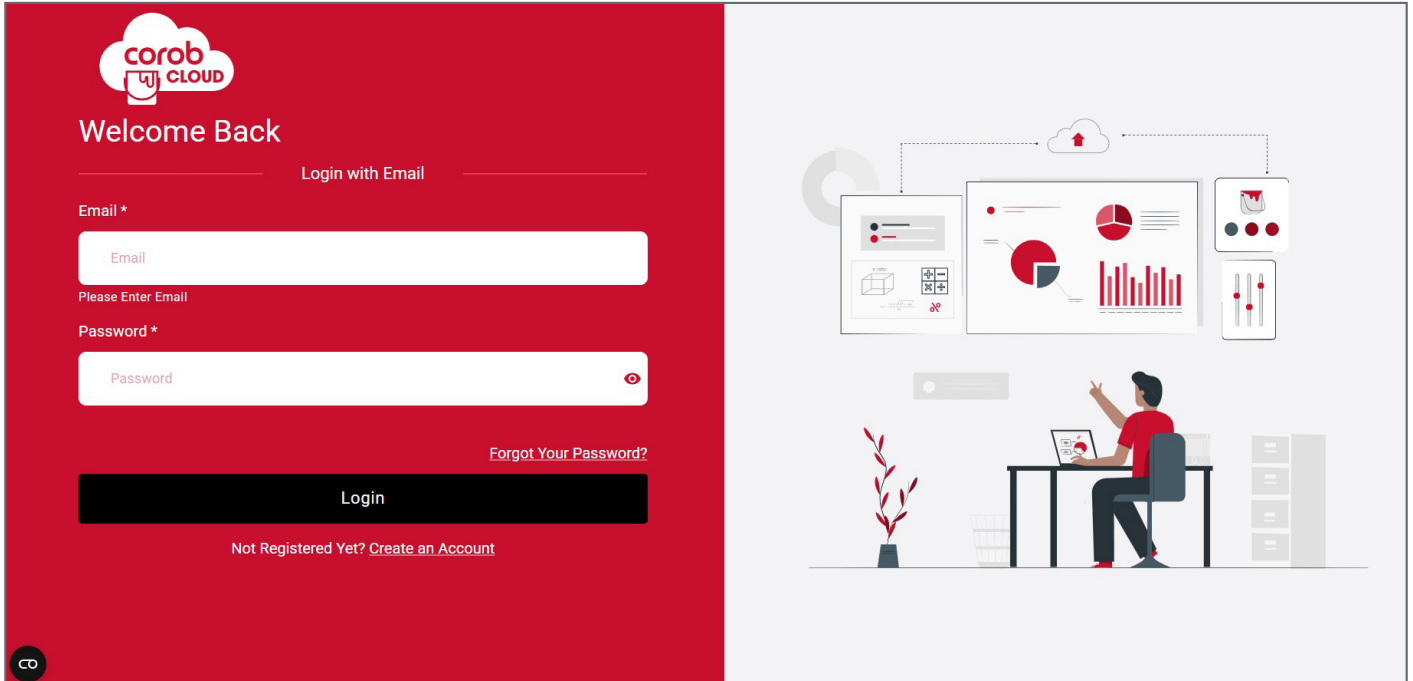 corob
CLOUD
Welcome Back
Login with Email
Email *
Email
Please Enter Email
Password *
Password
Forgot Your Password?
Login
Not Registered Yet? Create an Account